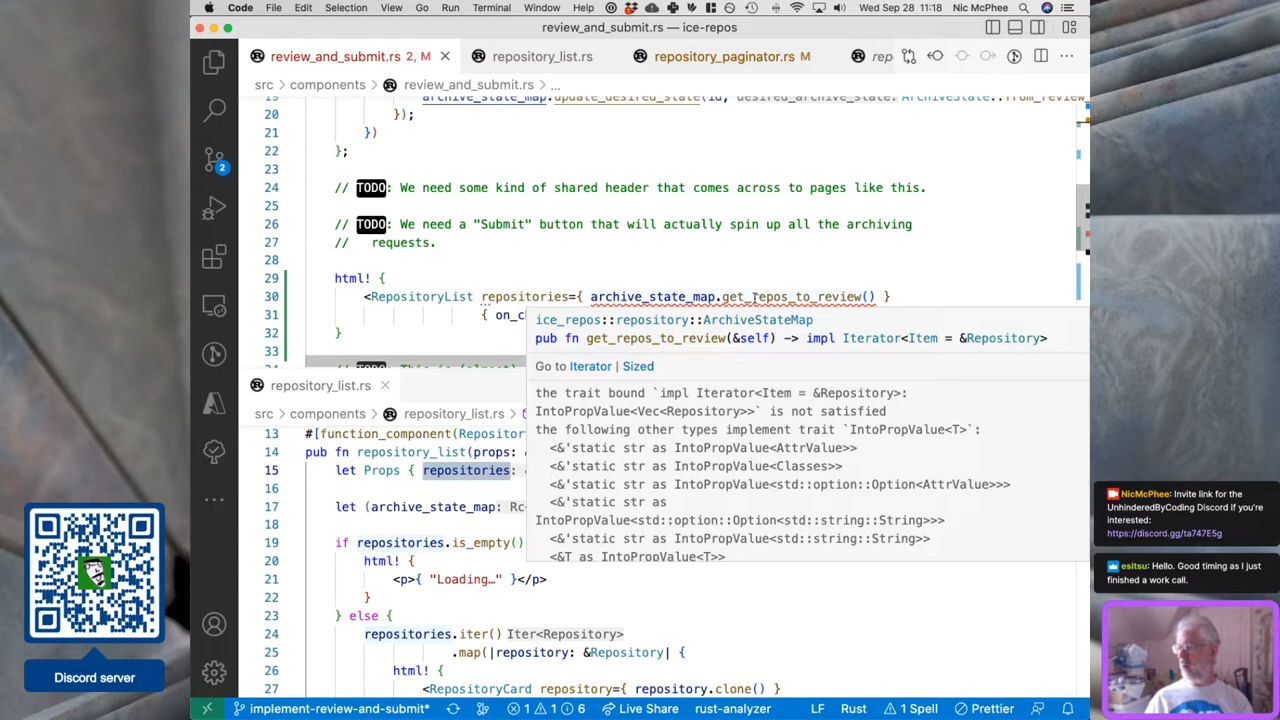 Code File Edit Selection View Go Run Terminal Window Help Wed Sep 28 11:18 Nic McPhee
review_and_submit.rs — ice-repos
review_and_submit.rs 2, M repository_list.rs repository_paginator.rs M rep
src > components > review_and_submit.rs > ...
19 archive_state_map.update_desired_state(id, desired_archive_state: ArchiveState::from_review_
20 });
21 })
22 };
23
24 // TODO: We need some kind of shared header that comes across to pages like this.
25
26 // TODO: We need a "Submit" button that will actually spin up all the archiving
27 // requests.
28
29 html! {
30 <RepositoryList repositories={ archive_state_map.get_repos_to_review() }
31 { on_c
32 }
33
ice_repos::repository::ArchiveStateMap
pub fn get_repos_to_review(&self) -> impl Iterator<Item = &Repository>
Go to Iterator | Sized
the trait bound `impl Iterator<Item = &Repository>:
IntoPropValue<Vec<Repository>>` is not satisfied
the following other types implement trait `IntoPropValue<T>`:
<&'static str as IntoPropValue<AttrValue>>
<&'static str as IntoPropValue<Classes>>
<&'static str as IntoPropValue<std::option::Option<AttrValue>>>
<&'static str as
IntoPropValue<std::option::Option<std::string::String>>>
<&'static str as IntoPropValue<std::string::String>>
<&T as IntoPropValue<T>>
repository_list.rs
src > components > repository_list.rs >
13 #[function_component(Repositor
14 pub fn repository_list(props:
15 let Props { repositories:
16
17 let (archive_state_map: Rc
18
19 if repositories.is_empty()
20 html! {
21 <p>{ "Loading…" }</p>
22 }
23 } else {
24 repositories.iter() Iter<Repository>
25 .map(|repository: &Repository| {
26 html! {
27 <RepositoryCard repository={ repository.clone() }
2
implement-review-and-submit* 1 1 6 Live Share rust-analyzer LF Rust 1 Spell Prettier
Discord server
NicMcPhee: Invite link for the
UnhinderedByCoding Discord if you're
interested:
https://discord.gg/ta747E5g
esitsu: Hello. Good timing as I just
finished a work call.